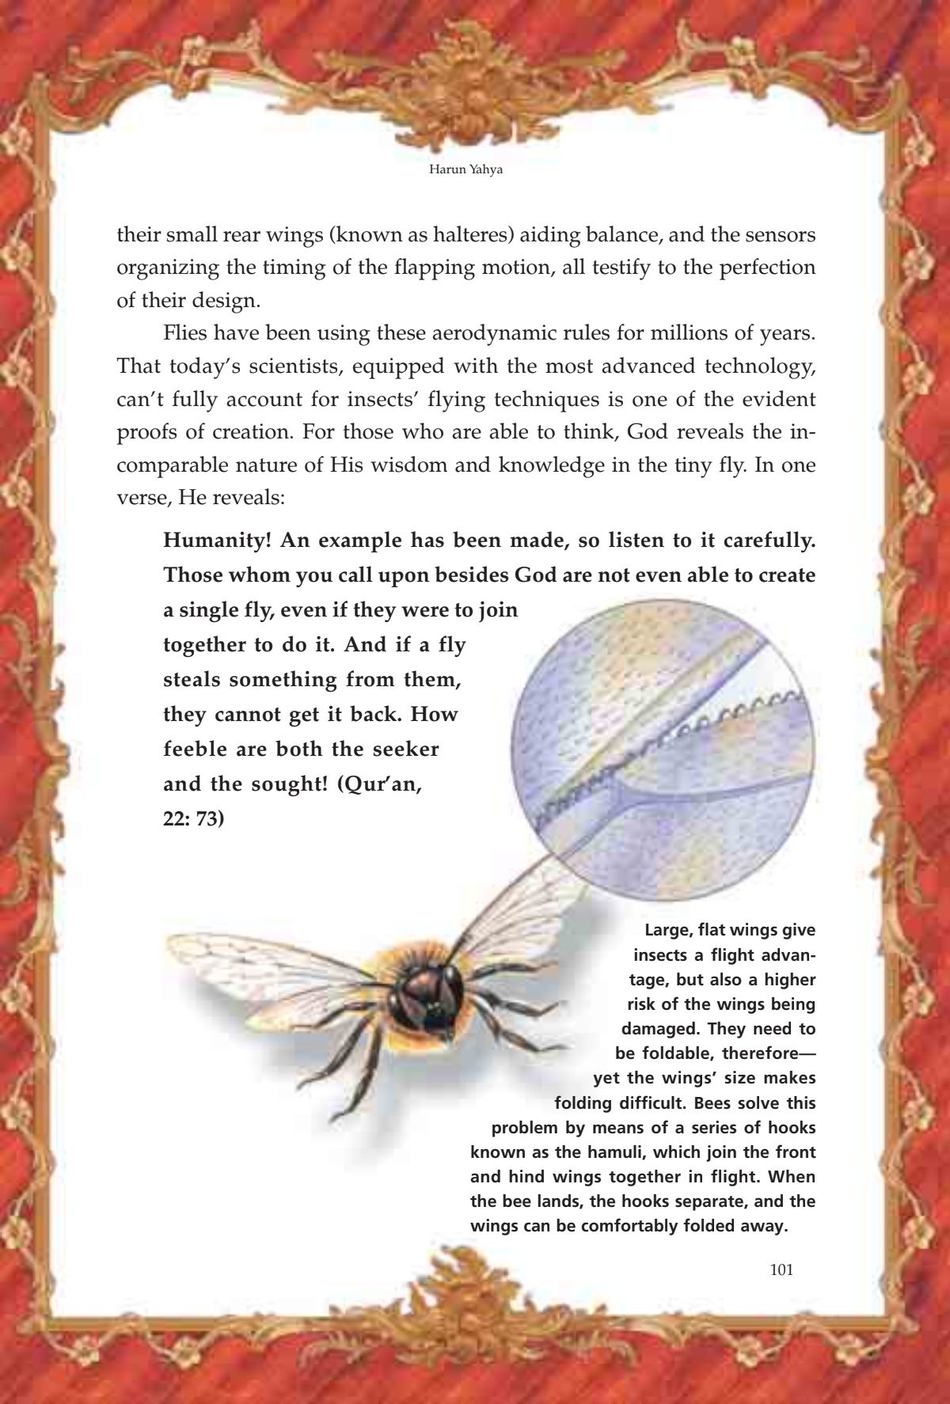 Harun Yahya
their small rear wings (known as halteres) aiding balance, and the sensors
organizing the timing of the flapping motion, all testify to the perfection
of their design.
Flies have been using these aerodynamic rules for millions of years.
That today’s scientists, equipped with the most advanced technology,
can’t fully account for insects’ flying techniques is one of the evident
proofs of creation. For those who are able to think, God reveals the in-
comparable nature of His wisdom and knowledge in the tiny fly. In one
verse, He reveals:
Humanity! An example has been made, so listen to it carefully.
Those whom you call upon besides God are not even able to create
a single fly, even if they were to join
together to do it. And if a fly
steals something from them,
they cannot get it back. How
feeble are both the seeker
and the sought! (Qur’an,
22: 73)
Large, flat wings give
insects a flight advan-
tage, but also a higher
risk of the wings being
damaged. They need to
be foldable, therefore—
yet the wings’ size makes
folding difficult. Bees solve this
problem by means of a series of hooks
known as the hamuli, which join the front
and hind wings together in flight. When
the bee lands, the hooks separate, and the
wings can be comfortably folded away.
101